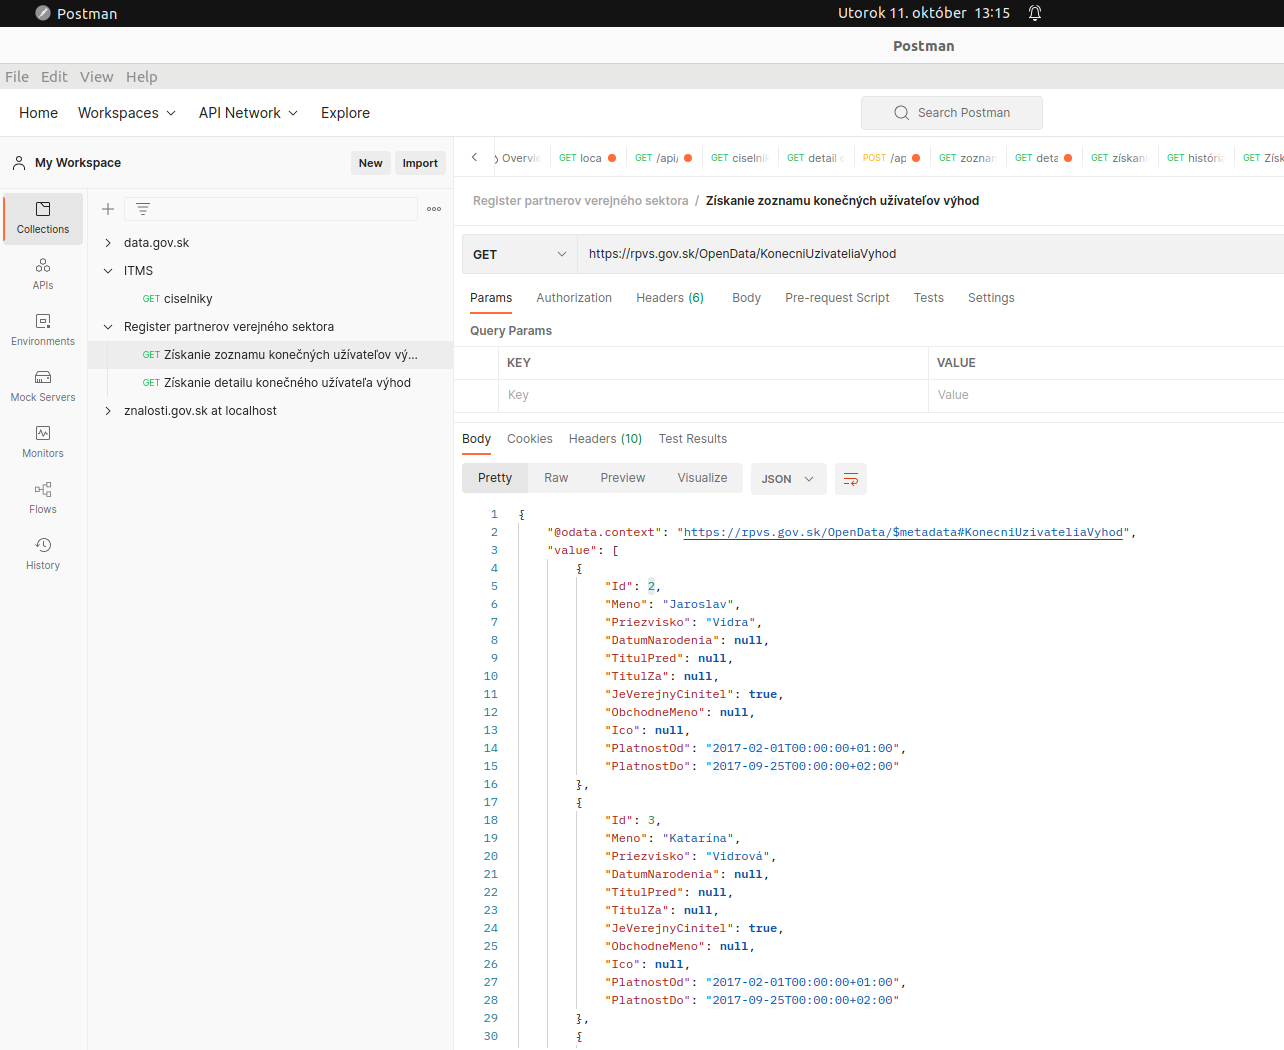 Postman
Utorok 11. október 13:15
Postman
File Edit View Help
Home Workspaces API Network Explore
Search Postman
My Workspace New Import
Overvie GET loca GET /api/ GET ciselní GET detail POST /ap GET zoznan GET deta GET získani GET história GET Získ
Register partnerov verejného sektora / Získanie zoznamu konečných užívateľov výhod
Collections
APIs
Environments
Mock Servers
Monitors
Flows
History
data.gov.sk
ITMS
GET ciselniky
Register partnerov verejného sektora
GET Získanie zoznamu konečných užívateľov vý...
GET Získanie detailu konečného užívateľa výhod
znalosti.gov.sk at localhost
GET https://rpvs.gov.sk/OpenData/KonecniUzivateliaVyhod
Params Authorization Headers (6) Body Pre-request Script Tests Settings
Query Params
KEY VALUE
Key Value
Body Cookies Headers (10) Test Results
Pretty Raw Preview Visualize JSON
1 {
2 "@odata.context": "https://rpvs.gov.sk/OpenData/$metadata#KonecniUzivateliaVyhod",
3 "value": [
4 {
5 "Id": 2,
6 "Meno": "Jaroslav",
7 "Priezvisko": "Vidra",
8 "DatumNarodenia": null,
9 "TitulPred": null,
10 "TitulZa": null,
11 "JeVerejnyCinitel": true,
12 "ObchodneMeno": null,
13 "Ico": null,
14 "PlatnostOd": "2017-02-01T00:00:00+01:00",
15 "PlatnostDo": "2017-09-25T00:00:00+02:00"
16 },
17 {
18 "Id": 3,
19 "Meno": "Katarína",
20 "Priezvisko": "Vidrová",
21 "DatumNarodenia": null,
22 "TitulPred": null,
23 "TitulZa": null,
24 "JeVerejnyCinitel": true,
25 "ObchodneMeno": null,
26 "Ico": null,
27 "PlatnostOd": "2017-02-01T00:00:00+01:00",
28 "PlatnostDo": "2017-09-25T00:00:00+02:00"
29 },
30 {